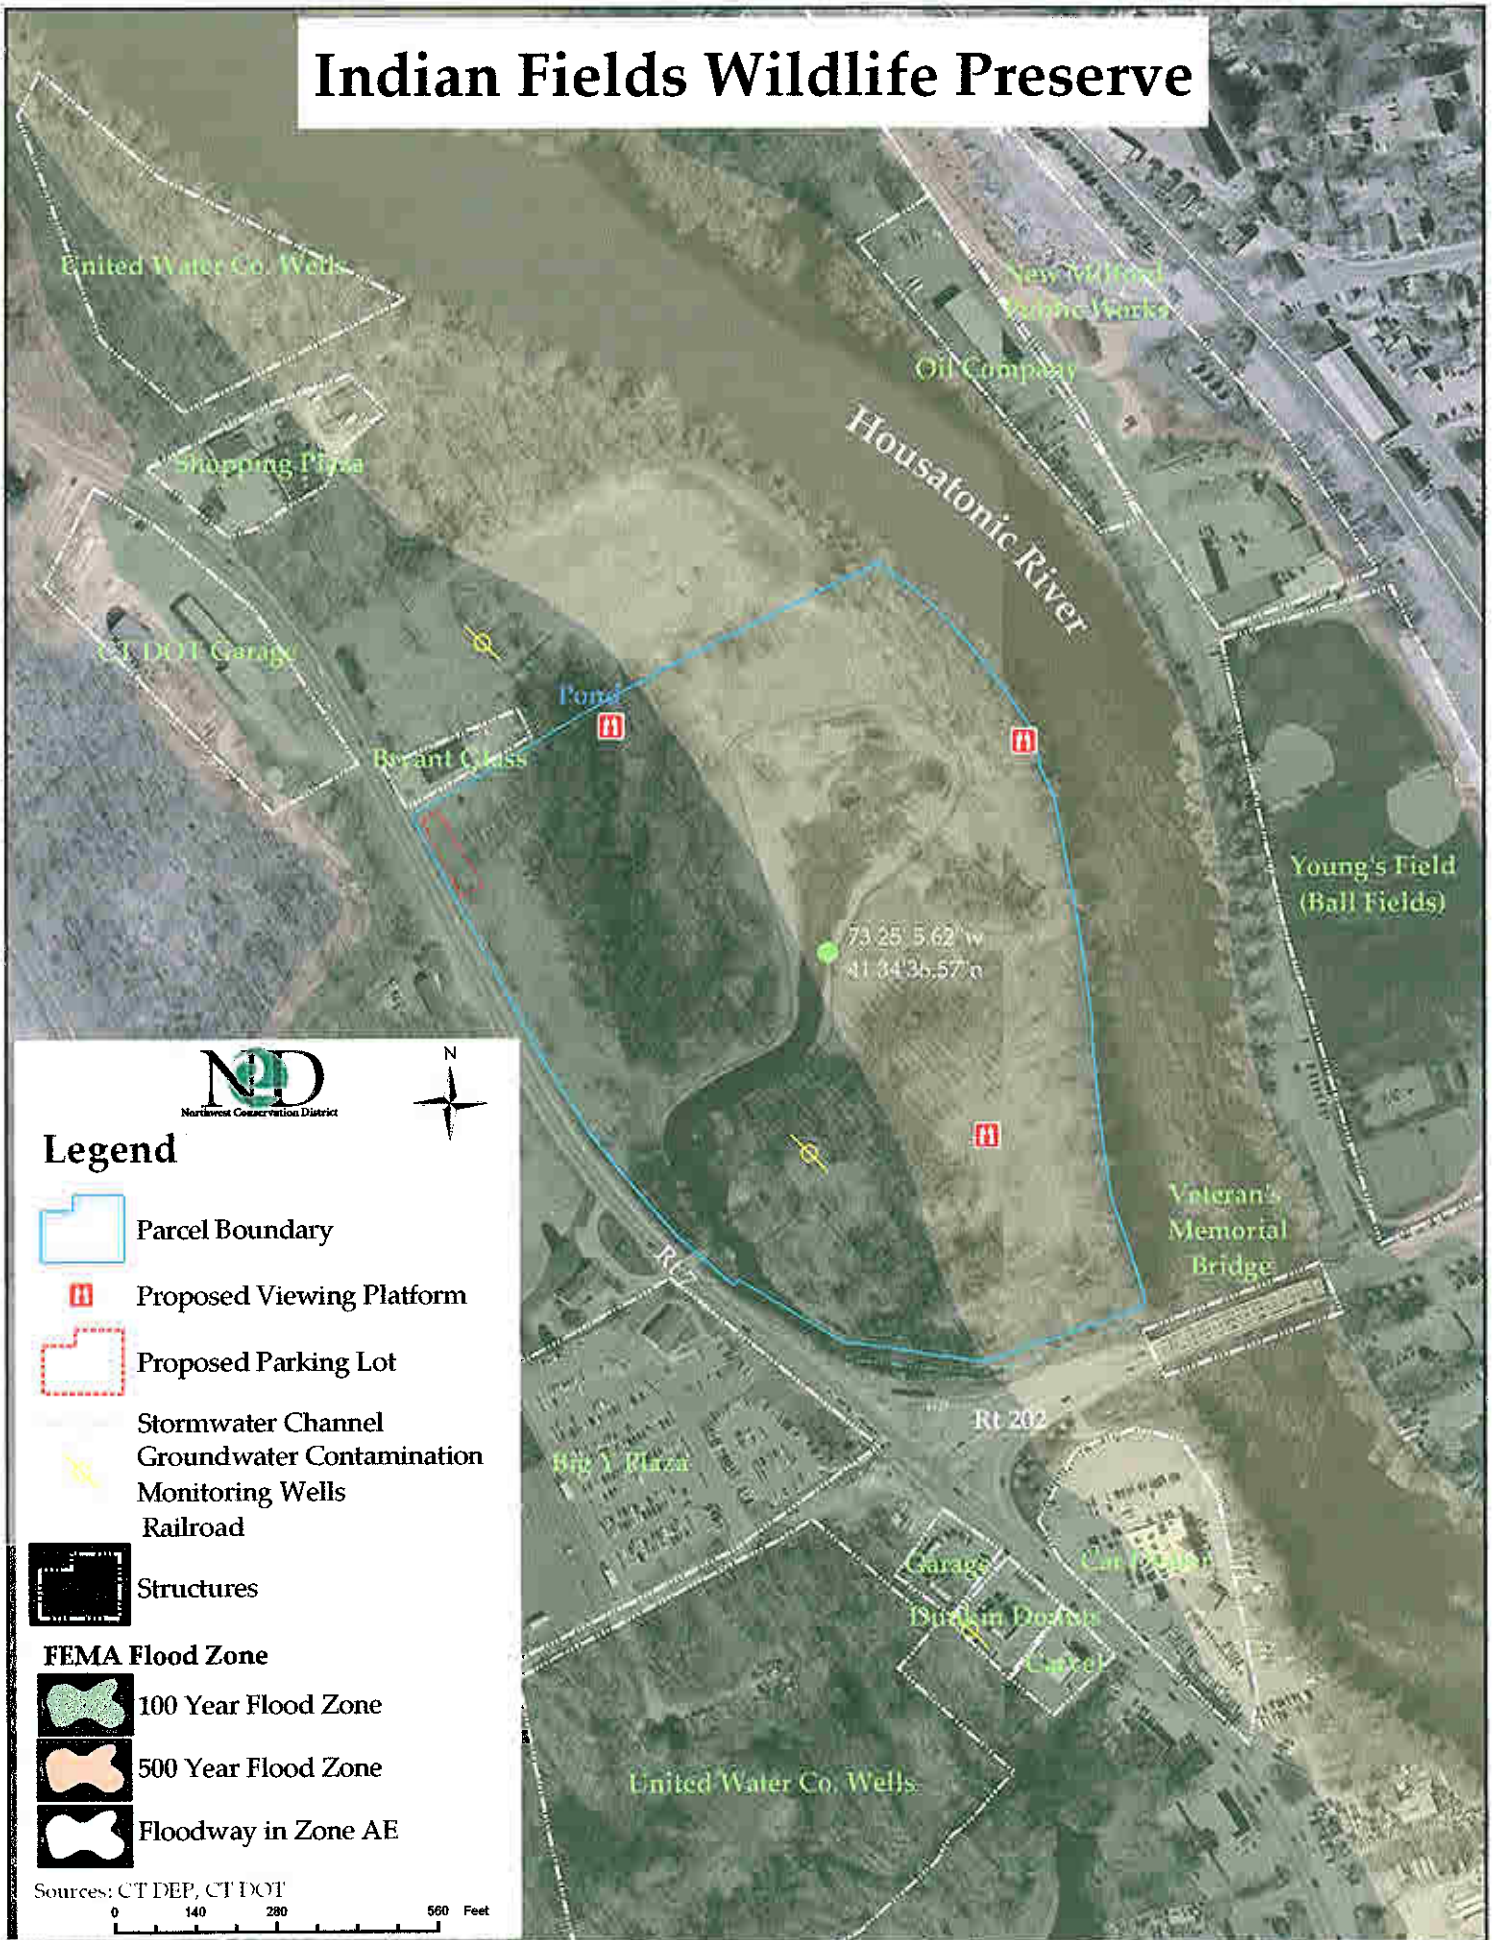 Indian Fields Wildlife Preserve
United Water Co. Wells
New Milford
Public Works
Oil Company
Housatonic River
Shopping Plaza
CT DOT Garage
Pond
Bryant Glass
Young's Field
(Ball Fields)
73 25' 5.62"w
41 34'36.57"n
Veteran's
Memorial
Bridge
Rt 7
Rt 202
Big Y Plaza
Garage
Car Dealer
Dunkin Donuts
Carvel
United Water Co. Wells
Northwest Conservation District
N
Legend
Parcel Boundary
Proposed Viewing Platform
Proposed Parking Lot
Stormwater Channel
Groundwater Contamination
Monitoring Wells
Railroad
Structures
FEMA Flood Zone
100 Year Flood Zone
500 Year Flood Zone
Floodway in Zone AE
Sources: CT DEP, CT DOT
0 140 280 560 Feet